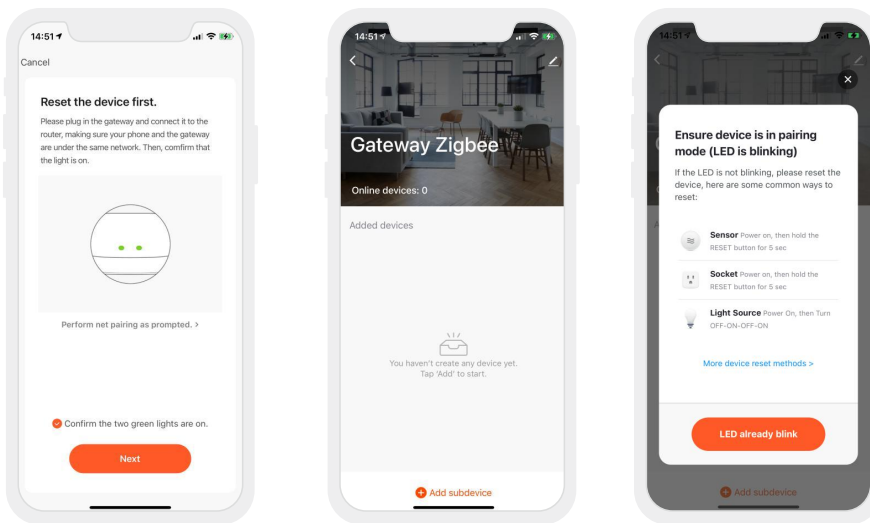 14:51
Cancel
Reset the device first.
Please plug in the gateway and connect it to the
router, making sure your phone and the gateway
are under the same network. Then, comfirm that
the light is on.
Perform net pairing as prompted. >
Confirm the two green lights are on.
Next
14:51
Gateway Zigbee
Online devices: 0
Added devices
You haven't create any device yet.
Tap 'Add' to start.
Add subdevice
14:51
Ensure device is in pairing
mode (LED is blinking)
If the LED is not blinking, please reset the
device, here are some common ways to
reset:
Sensor Power on, then hold the
RESET button for 5 sec
Socket Power on, then hold the
RESET button for 5 sec
Light Source Power On, then Turn
OFF-ON-OFF-ON
More device reset methods >
LED already blink
Add subdevice